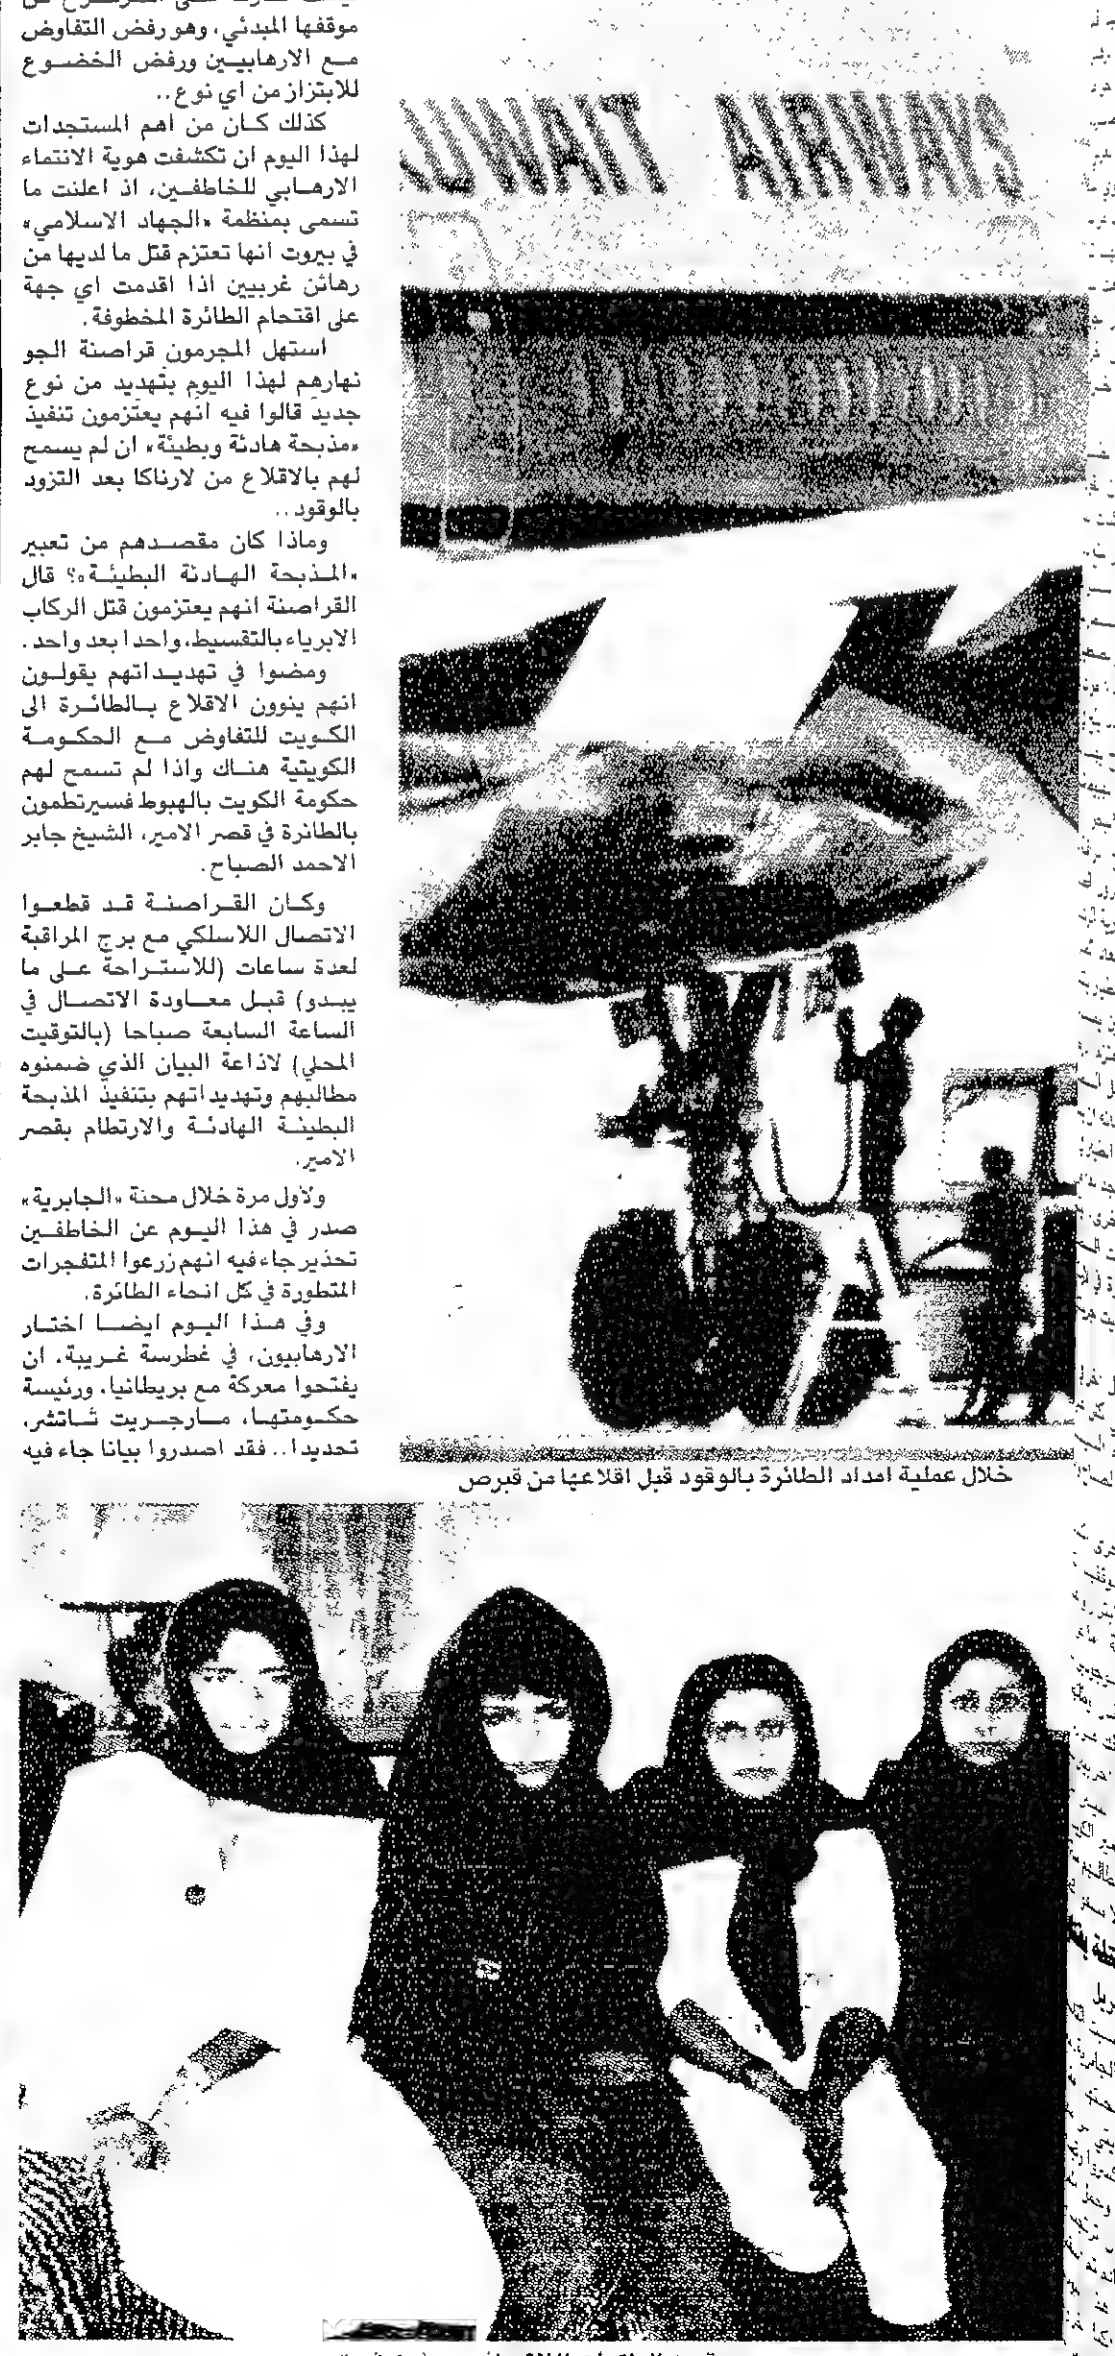 موقفها المبدئي، وهو رفض التفاوض
مع الارهابيين ورفض الخضوع
للابتزاز من اي نوع..
كذلك كان من اهم المستجدات
لهذا اليوم ان تكشفت هوية الانتماء
الارهابي للخاطفين، اذ اعلنت ما
تسمى بمنظمة «الجهاد الاسلامي»
في بيروت انها تعتزم قتل ما لديها من
رهائن غربيين اذا اقدمت اي جهة
على اقتحام الطائرة المخطوفة.
استهل المجرمون قراصنة الجو
نهارهم لهذا اليوم بتهديد من نوع
جديد قالوا فيه انهم يعتزمون تنفيذ
«مذبحة هادئة وبطيئة» ان لم يسمح
لهم بالاقلاع من لارناكا بعد التزود
بالوقود..
وماذا كان مقصدهم من تعبير
«المذبحة الهادئة البطيئة»؟ قال
القراصنة انهم يعتزمون قتل الركاب
الابرياء بالتقسيط، واحدا بعد واحد.
ومضوا في تهديداتهم يقولون
انهم ينوون الاقلاع بالطائرة الى
الكويت للتفاوض مع الحكومة
الكويتية هناك واذا لم تسمح لهم
حكومة الكويت بالهبوط فسيرتطمون
بالطائرة في قصر الامير، الشيخ جابر
الاحمد الصباح.
وكان القراصنة قد قطعوا
الاتصال اللاسلكي مع برج المراقبة
لعدة ساعات (للاستراحة على ما
يبدو) قبل معاودة الاتصال في
الساعة السابعة صباحا (بالتوقيت
المحلي) لاذاعة البيان الذي ضمنوه
مطالبهم وتهديداتهم بتنفيذ المذبحة
البطيئة الهادئة والارتطام بقصر
الامير.
ولاول مرة خلال محنة «الجابرية»
صدر في هذا اليوم عن الخاطفين
تحذير جاء فيه انهم زرعوا المتفجرات
المتطورة في كل انحاء الطائرة.
وفي هذا اليوم ايضا اختار
الارهابيون، في غطرسة غريبة، ان
يفتحوا معركة مع بريطانيا، ورئيسة
حكومتها، مارجريت ثاتشر،
تحديدا.. فقد اصدروا بيانا جاء فيه
KUWAIT AIRWAYS
خلال عملية امداد الطائرة بالوقود قبل اقلاعها من قبرص